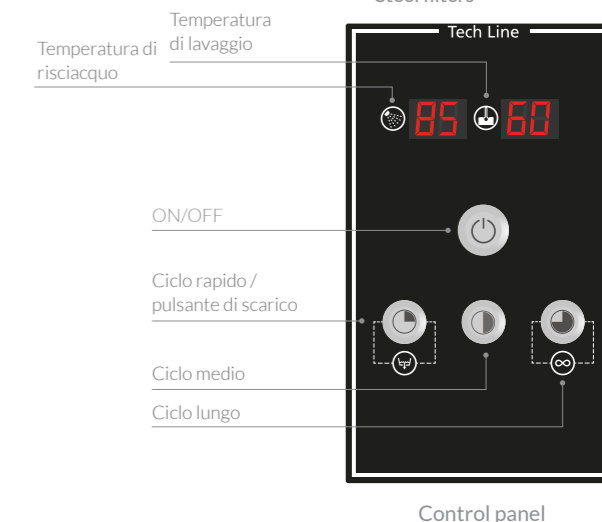 Temperatura
di lavaggio
Temperatura di
risciacquo
Tech Line
85 60
ON/OFF
Ciclo rapido /
pulsante di scarico
Ciclo medio
Ciclo lungo
Control panel